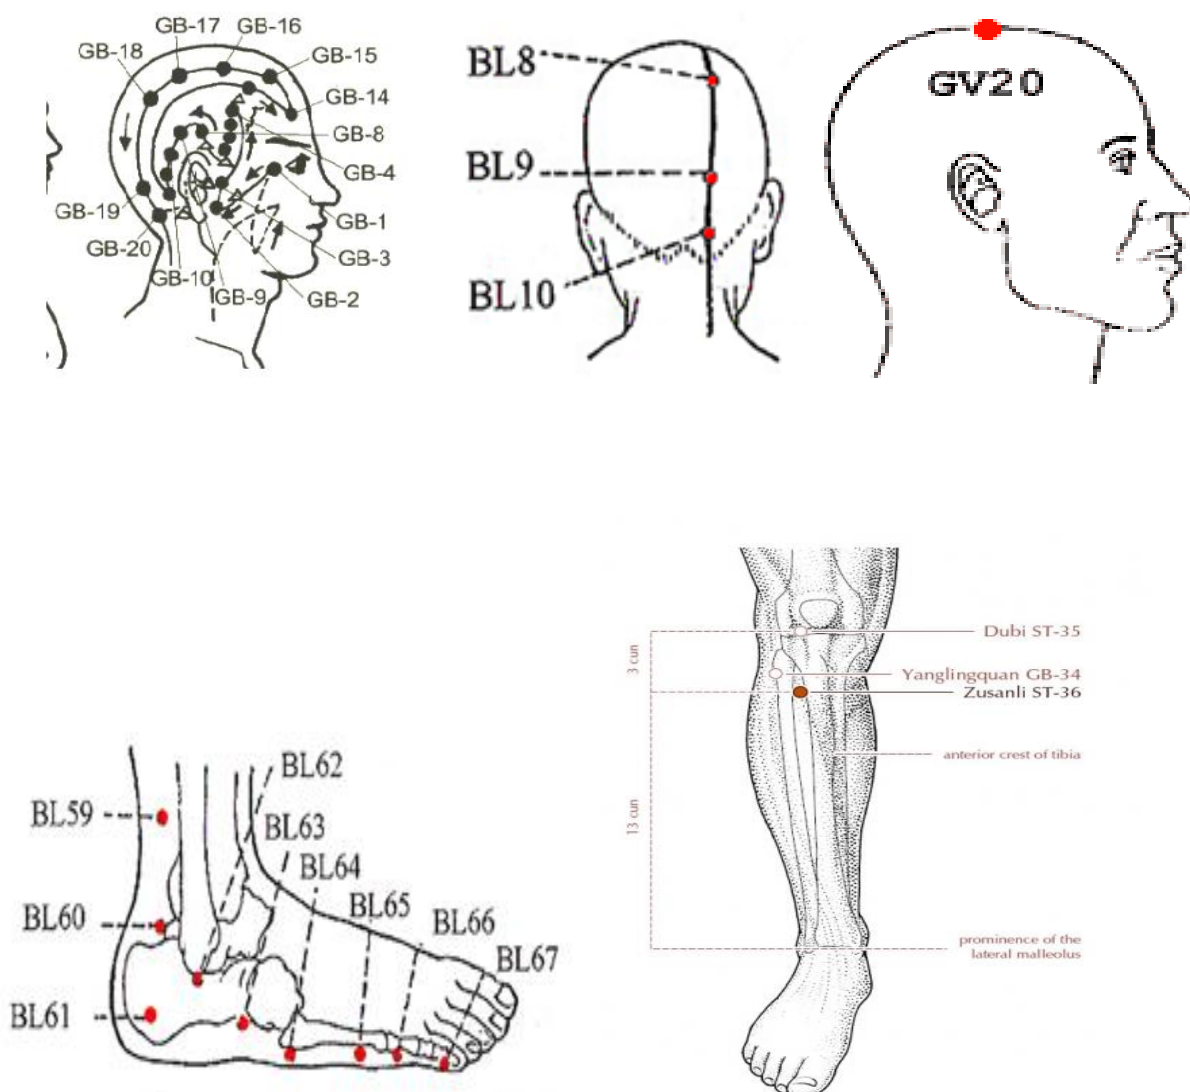 GB-17
GB-16
GB-18
GB-15
GB-14
GB-8
GB-4
GB-19
GB-1
GB-20
GB-3
GB-10
GB-9
GB-2
BL8
BL9
BL10
GV20
BL62
BL59
BL63
BL64
BL65
BL60
BL66
BL67
BL61
3 cun
Dubi ST-35
Yanglingquan GB-34
Zusanli ST-36
anterior crest of tibia
13 cun
prominence of the
lateral malleolus